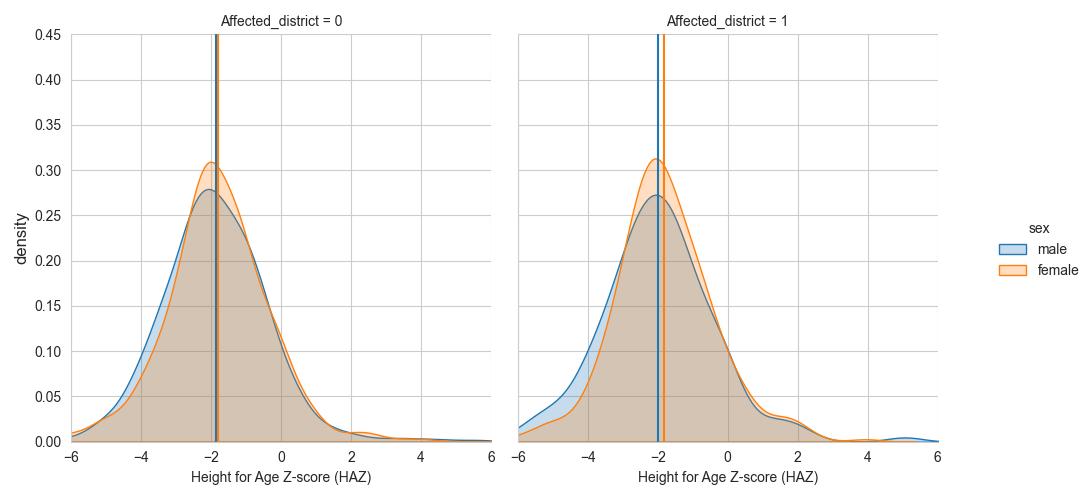 Affected_district = 0
Affected_district = 1
density
0.45
0.40
0.35
0.30
0.25
0.20
0.15
0.10
0.05
0.00
−6 −4 −2 0 2 4 6
−6 −4 −2 0 2 4 6
Height for Age Z-score (HAZ)
Height for Age Z-score (HAZ)
sex
male
female